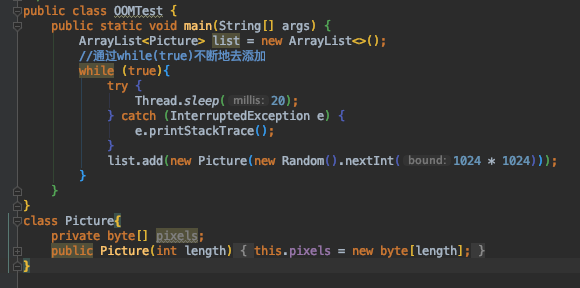 public class OOMTest {
public static void main(String[] args) {
ArrayList<Picture> list = new ArrayList<>();
//通过while(true)不断地去添加
while (true){
try {
Thread.sleep( millis: 20);
} catch (InterruptedException e) {
e.printStackTrace();
}
list.add(new Picture(new Random().nextInt( bound: 1024 * 1024)));
}
}
}
class Picture{
private byte[] pixels;
public Picture(int length) { this.pixels = new byte[length]; }
}